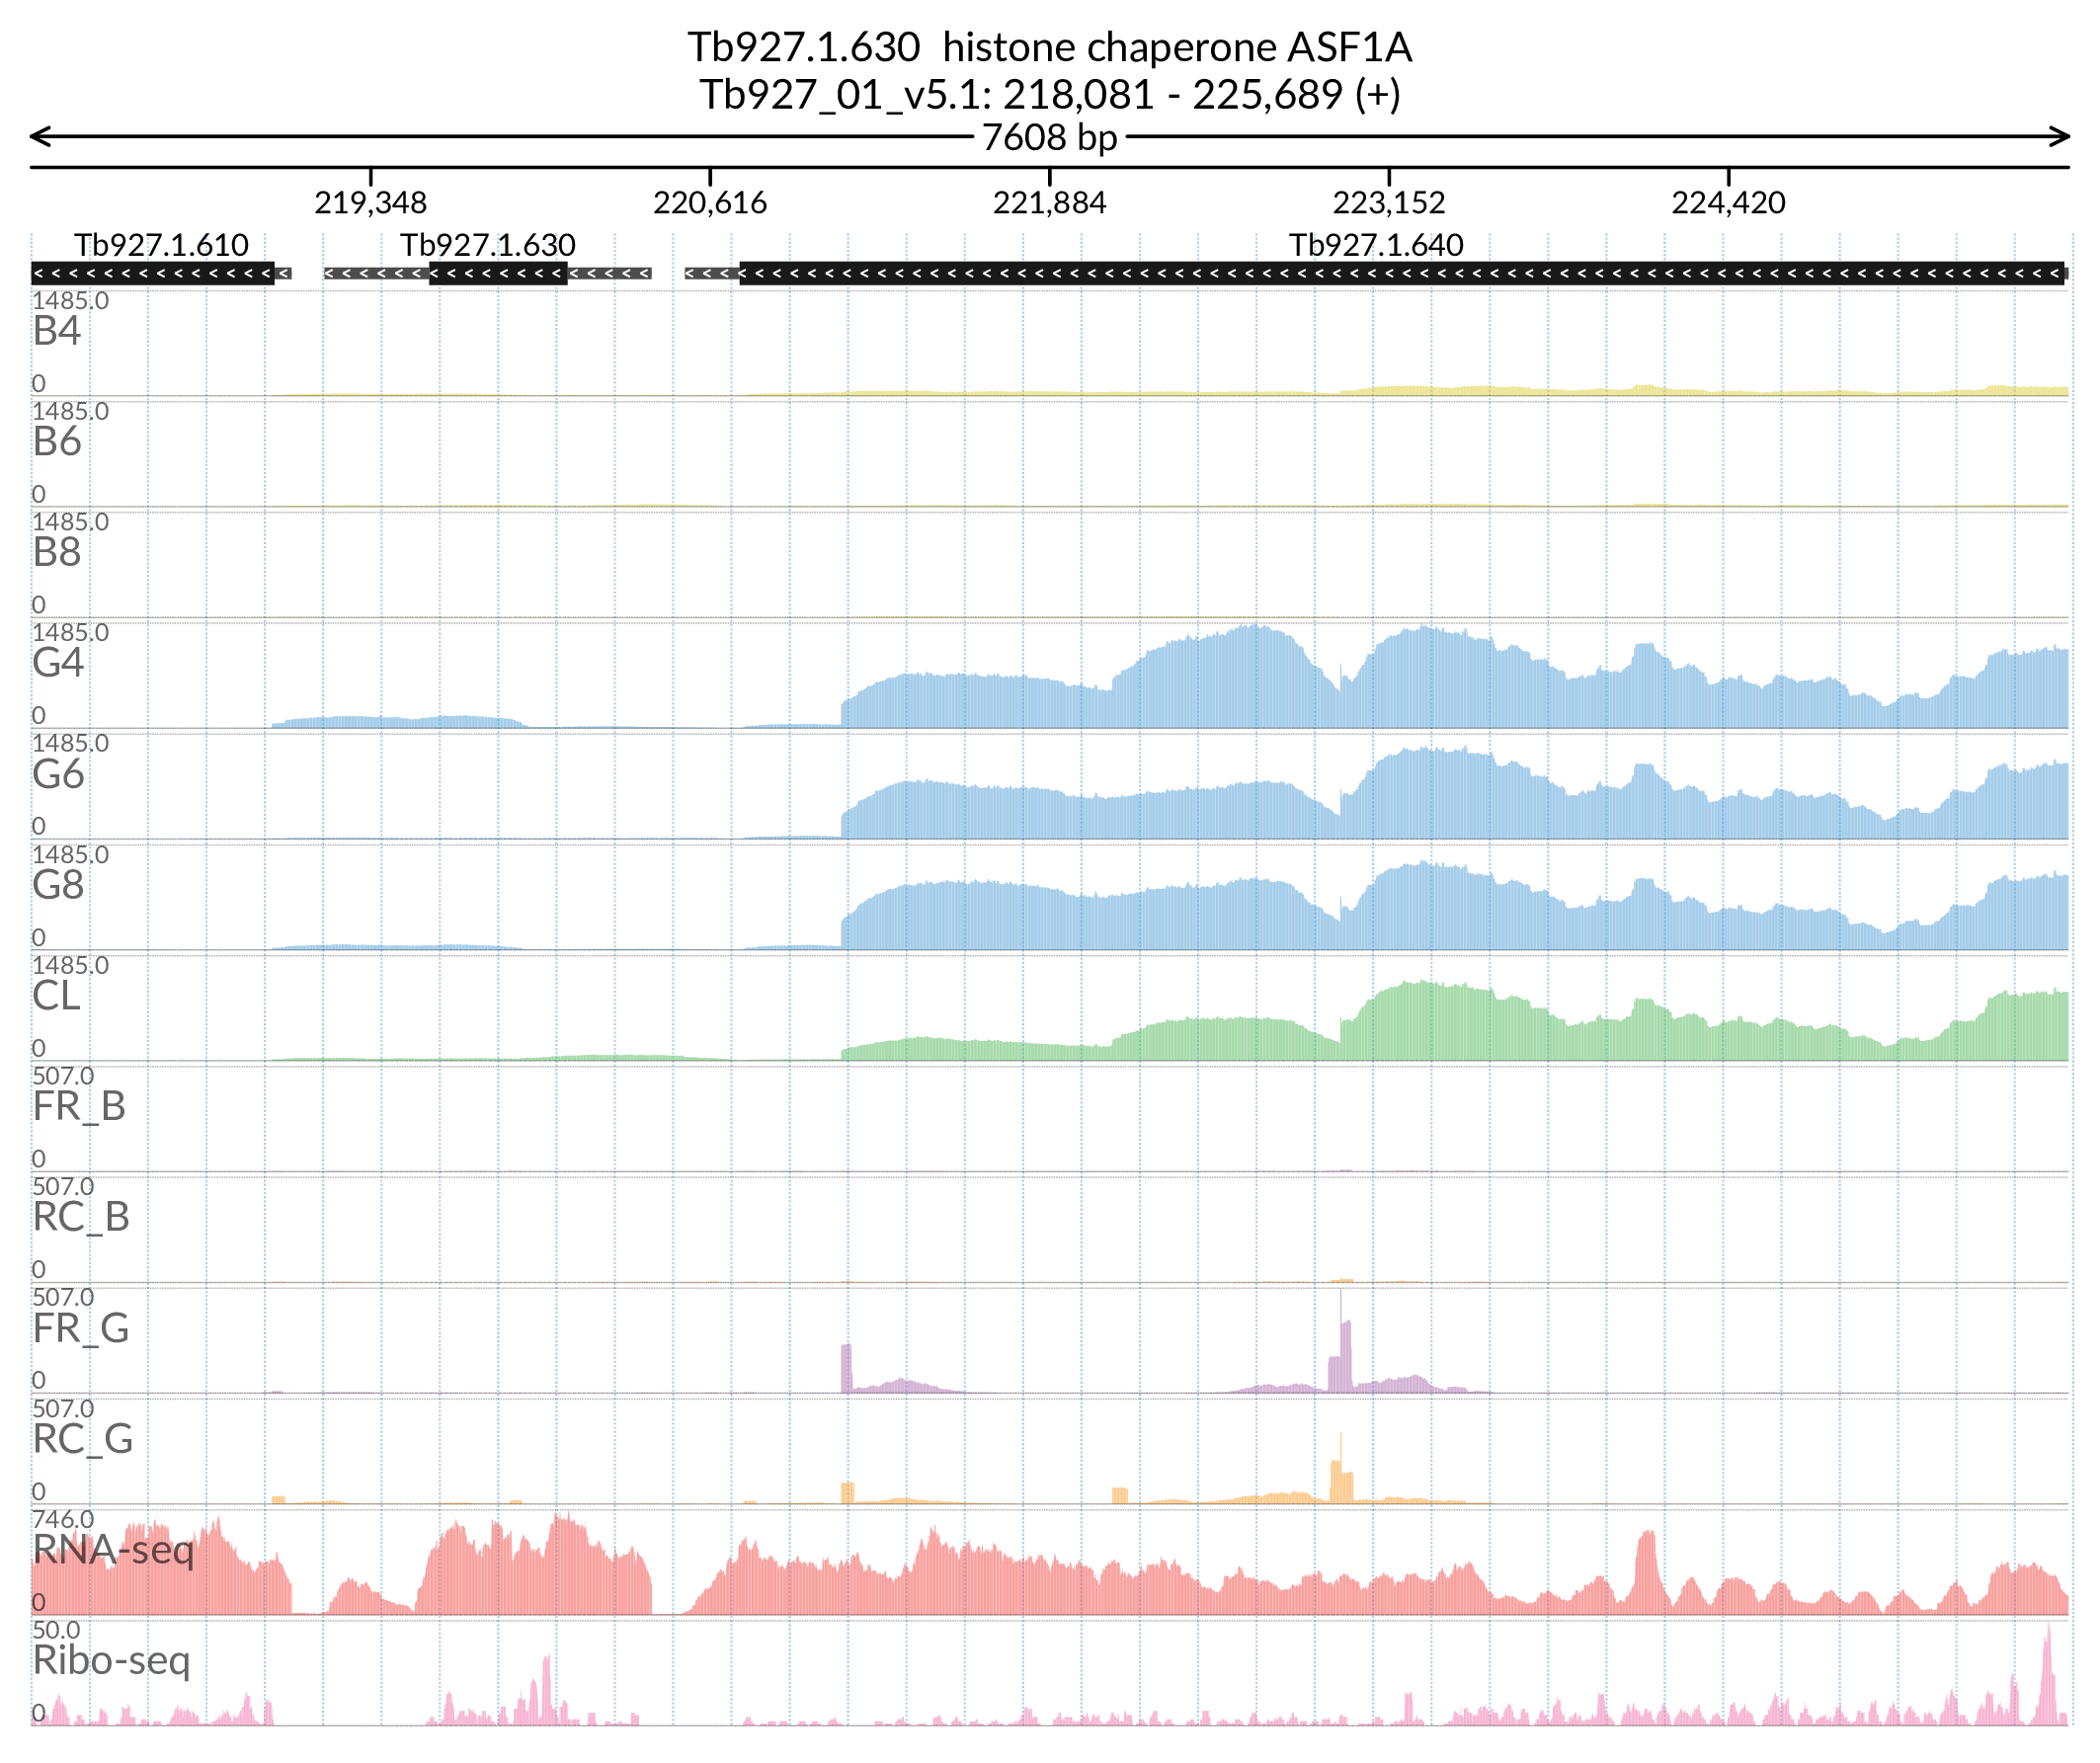 Tb927.1.630  histone chaperone ASF1A
Tb927_01_v5.1: 218,081 - 225,689 (+)
7608 bp
219,348 220,616 221,884 223,152 224,420
Tb927.1.610 Tb927.1.630 Tb927.1.640
1485.0
B4
0
1485.0
B6
0
1485.0
B8
0
1485.0
G4
0
1485.0
G6
0
1485.0
G8
0
1485.0
CL
0
507.0
FR_B
0
507.0
RC_B
0
507.0
FR_G
0
507.0
RC_G
0
746.0
RNA-seq
0
50.0
Ribo-seq
0